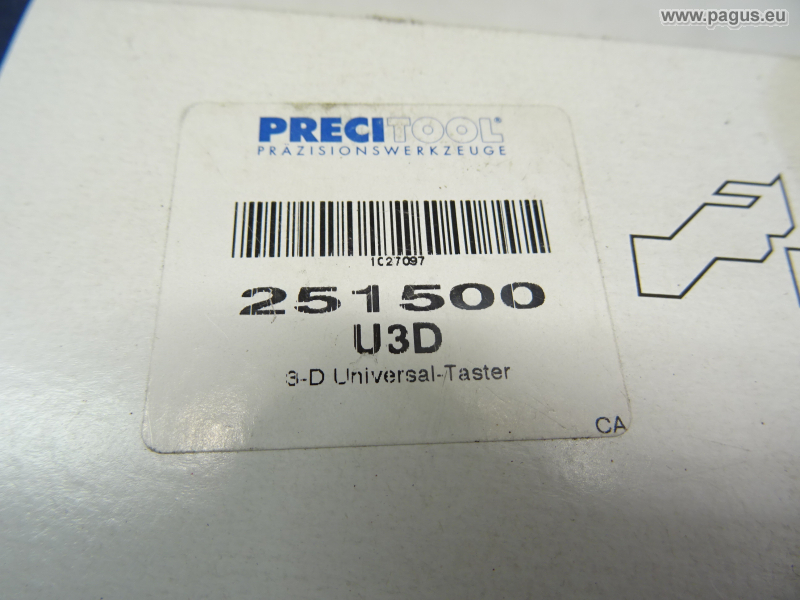 www.pagus.eu
PRECITOOL®
PRÄZISIONSWERKZEUGE
1C27097
251500
U3D
3-D Universal-Taster
CA